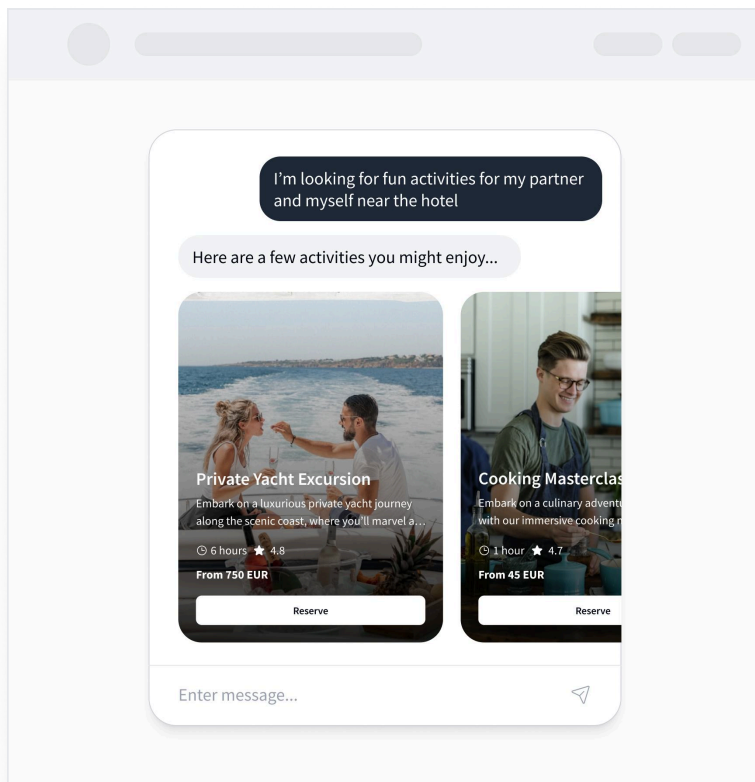 I’m looking for fun activities for my partner
and myself near the hotel
Here are a few activities you might enjoy...
Private Yacht Excursion
Embark on a luxurious private yacht journey
along the scenic coast, where you’ll marvel a…
6 hours 4.8
From 750 EUR
Reserve
Cooking Masterclas
Embark on a culinary advent
with our immersive cooking
1 hour 4.7
From 45 EUR
Reserve
Enter message...